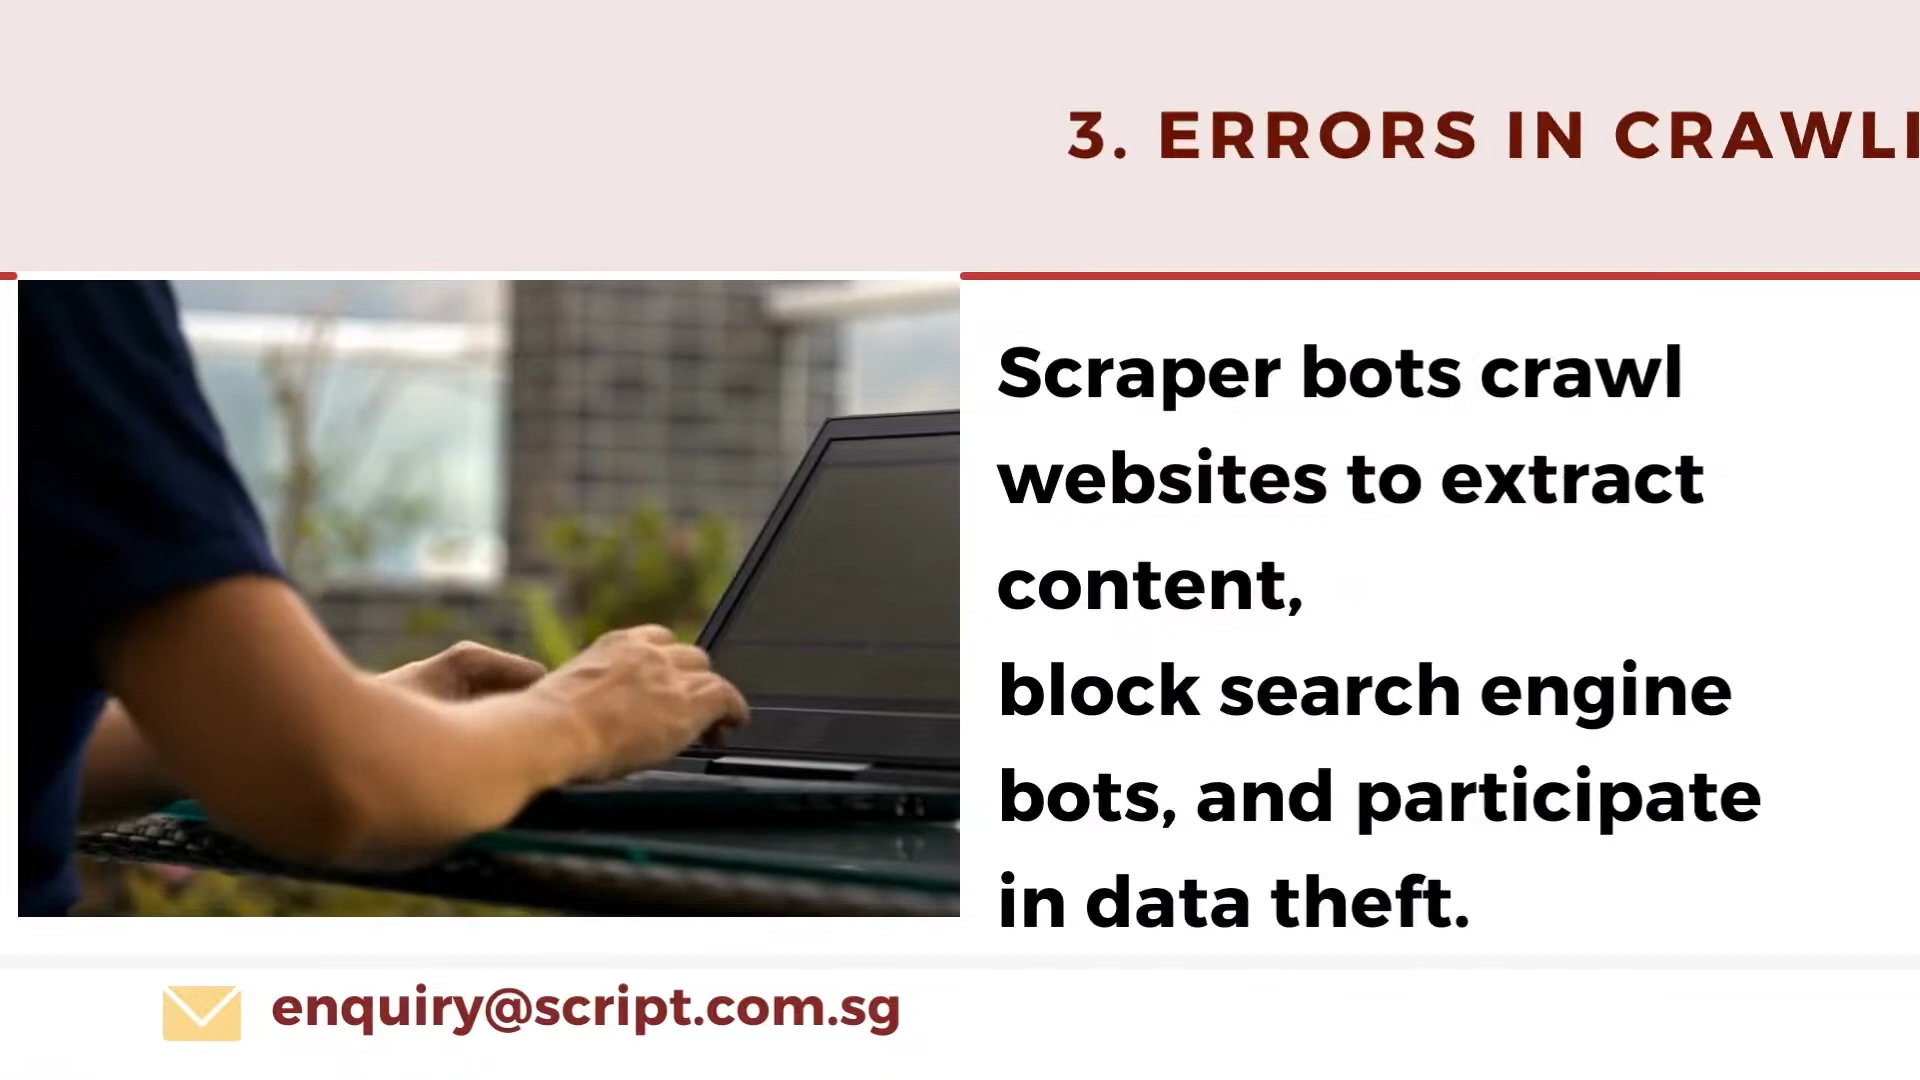 3. ERRORS IN CRAWLI
Scraper bots crawl
websites to extract
content,
block search engine
bots, and participate
in data theft.
enquiry@script.com.sg